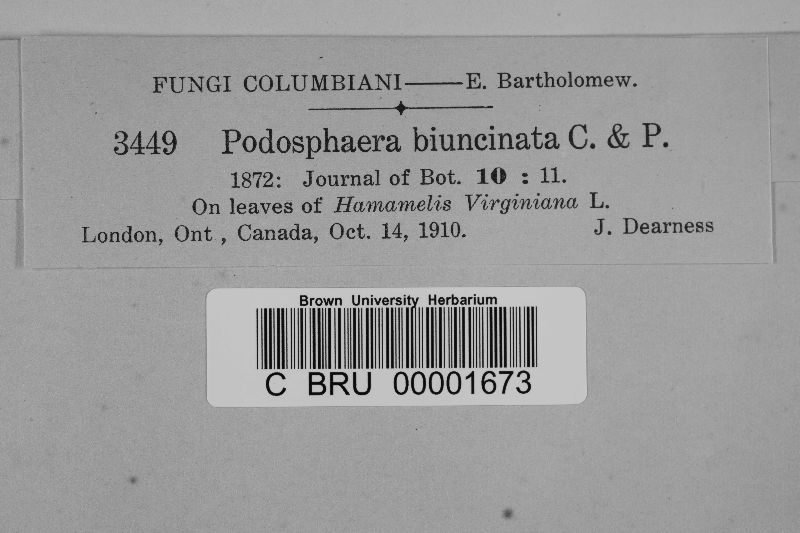 FUNGI COLUMBIANI——E. Bartholomew.
3449 Podosphaera biuncinata C. & P.
1872: Journal of Bot. 10 : 11.
On leaves of Hamamelis Virginiana L.
London, Ont , Canada, Oct. 14, 1910. J. Dearness
Brown University Herbarium
C BRU 00001673